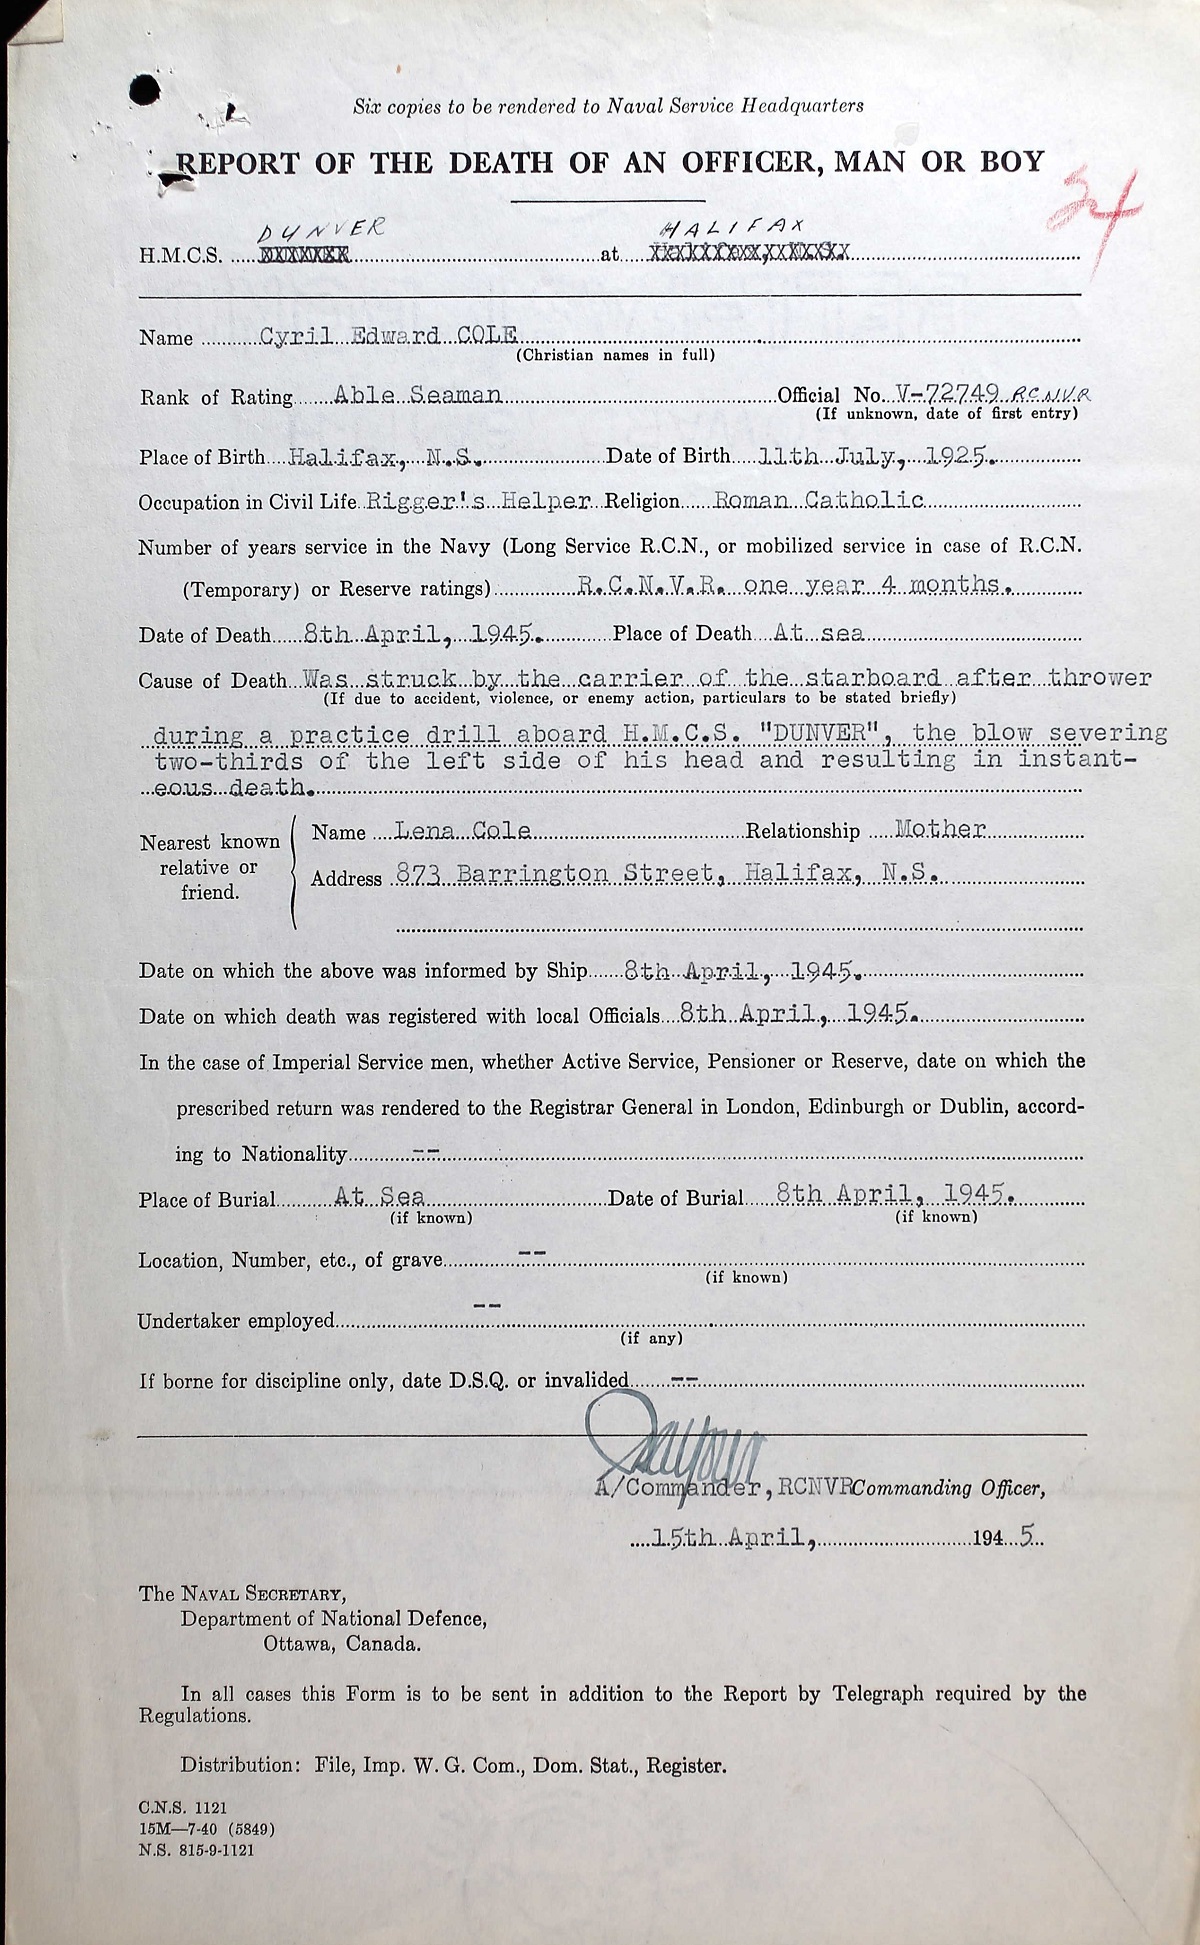 Six copies to be rendered to Naval Service Headquarters
REPORT OF THE DEATH OF AN OFFICER, MAN OR BOY
24
DUNVER HALIFAX
H.M.C.S. at
Name Cyril Edward COLE
(Christian names in full)
Rank of Rating Able Seaman Official No. V-72749 R.C.N.V.R
(If unknown, date of first entry)
Place of Birth Halifax, N.S. Date of Birth 11th July, 1925.
Occupation in Civil Life Rigger's Helper Religion Roman Catholic
Number of years service in the Navy (Long Service R.C.N., or mobilized service in case of R.C.N.
(Temporary) or Reserve ratings) R.C.N.V.R. one year 4 months.
Date of Death 8th April, 1945. Place of Death At sea
Cause of Death Was struck by the carrier of the starboard after thrower
(If due to accident, violence, or enemy action, particulars to be stated briefly)
during a practice drill aboard H.M.C.S. "DUNVER", the blow severing
two-thirds of the left side of his head and resulting in instant-
eous death.
Nearest known relative or friend. Name Lena Cole Relationship Mother
Address 873 Barrington Street, Halifax, N.S.
Date on which the above was informed by Ship 8th April, 1945.
Date on which death was registered with local Officials 8th April, 1945.
In the case of Imperial Service men, whether Active Service, Pensioner or Reserve, date on which the
prescribed return was rendered to the Registrar General in London, Edinburgh or Dublin, accord-
ing to Nationality --
Place of Burial At Sea Date of Burial 8th April, 1945.
(if known) (if known)
Location, Number, etc., of grave --
(if known)
Undertaker employed --
(if any)
If borne for discipline only, date D.S.Q. or invalided --
A/Commander, RCNVR Commanding Officer,
15th April, 1945
The NAVAL SECRETARY,
Department of National Defence,
Ottawa, Canada.
In all cases this Form is to be sent in addition to the Report by Telegraph required by the
Regulations.
Distribution: File, Imp. W. G. Com., Dom. Stat., Register.
C.N.S. 1121
15M—7-40 (5849)
N.S. 815-9-1121